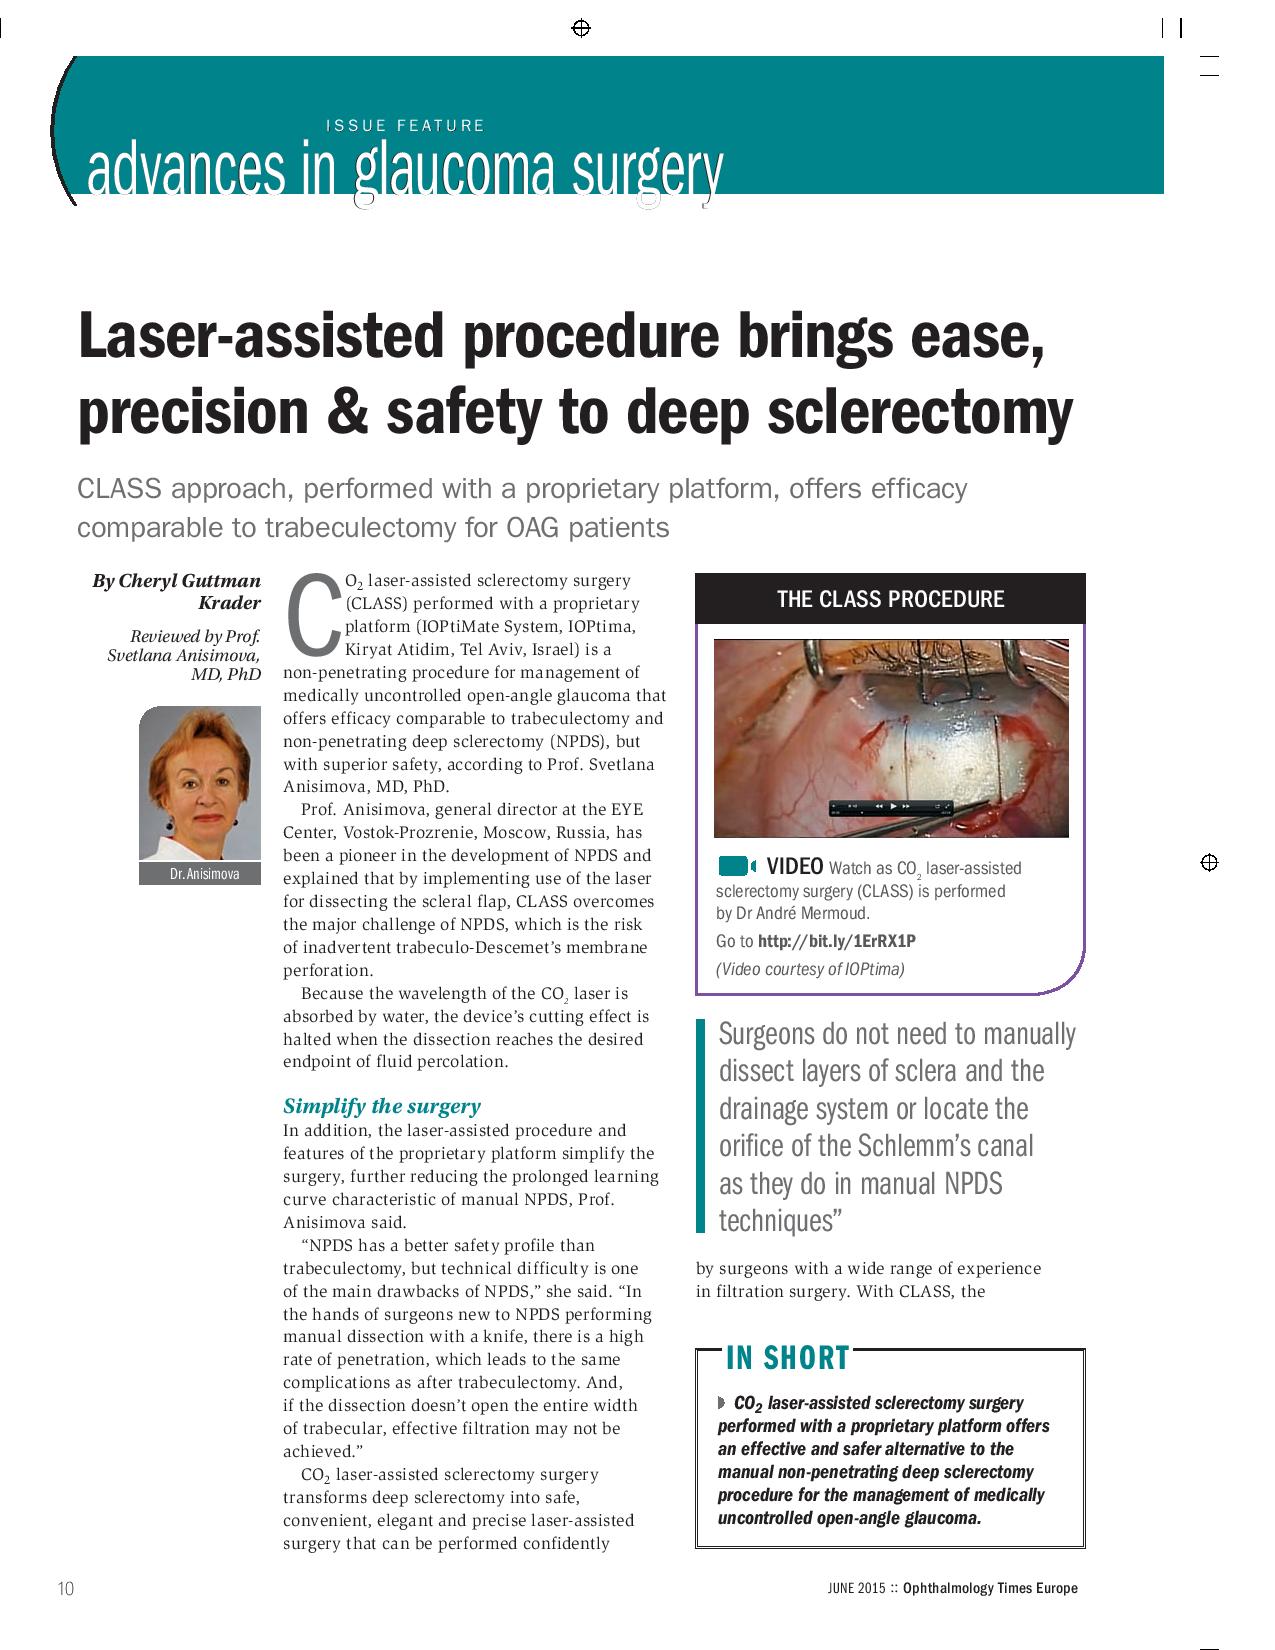 ISSUE FEATURE
advances in glaucoma surgery
Laser-assisted procedure brings ease,
precision & safety to deep sclerectomy
CLASS approach, performed with a proprietary platform, offers efficacy
comparable to trabeculectomy for OAG patients
By Cheryl Guttman
Krader
Reviewed by Prof.
Svetlana Anisimova,
MD, PhD
Dr. Anisimova
CO2 laser-assisted sclerectomy surgery
(CLASS) performed with a proprietary
platform (IOPtiMate System, IOPtima,
Kiryat Atidim, Tel Aviv, Israel) is a
non-penetrating procedure for management of
medically uncontrolled open-angle glaucoma that
offers efficacy comparable to trabeculectomy and
non-penetrating deep sclerectomy (NPDS), but
with superior safety, according to Prof. Svetlana
Anisimova, MD, PhD.
Prof. Anisimova, general director at the EYE
Center, Vostok-Prozrenie, Moscow, Russia, has
been a pioneer in the development of NPDS and
explained that by implementing use of the laser
for dissecting the scleral flap, CLASS overcomes
the major challenge of NPDS, which is the risk
of inadvertent trabeculo-Descemet's membrane
perforation.
Because the wavelength of the CO2 laser is
absorbed by water, the device's cutting effect is
halted when the dissection reaches the desired
endpoint of fluid percolation.
Simplify the surgery
In addition, the laser-assisted procedure and
features of the proprietary platform simplify the
surgery, further reducing the prolonged learning
curve characteristic of manual NPDS, Prof.
Anisimova said.
“NPDS has a better safety profile than
trabeculectomy, but technical difficulty is one
of the main drawbacks of NPDS,” she said. “In
the hands of surgeons new to NPDS performing
manual dissection with a knife, there is a high
rate of penetration, which leads to the same
complications as after trabeculectomy. And,
if the dissection doesn't open the entire width
of trabecular, effective filtration may not be
achieved.”
CO2 laser-assisted sclerectomy surgery
transforms deep sclerectomy into safe,
convenient, elegant and precise laser-assisted
surgery that can be performed confidently
THE CLASS PROCEDURE
VIDEO Watch as CO2 laser-assisted
sclerectomy surgery (CLASS) is performed
by Dr André Mermoud.
Go to http://bit.ly/1ErRX1P
(Video courtesy of IOPtima)
Surgeons do not need to manually
dissect layers of sclera and the
drainage system or locate the
orifice of the Schlemm's canal
as they do in manual NPDS
techniques”
by surgeons with a wide range of experience
in filtration surgery. With CLASS, the
IN SHORT
CO2 laser-assisted sclerectomy surgery
performed with a proprietary platform offers
an effective and safer alternative to the
manual non-penetrating deep sclerectomy
procedure for the management of medically
uncontrolled open-angle glaucoma.
10
JUNE 2015 :: Ophthalmology Times Europe